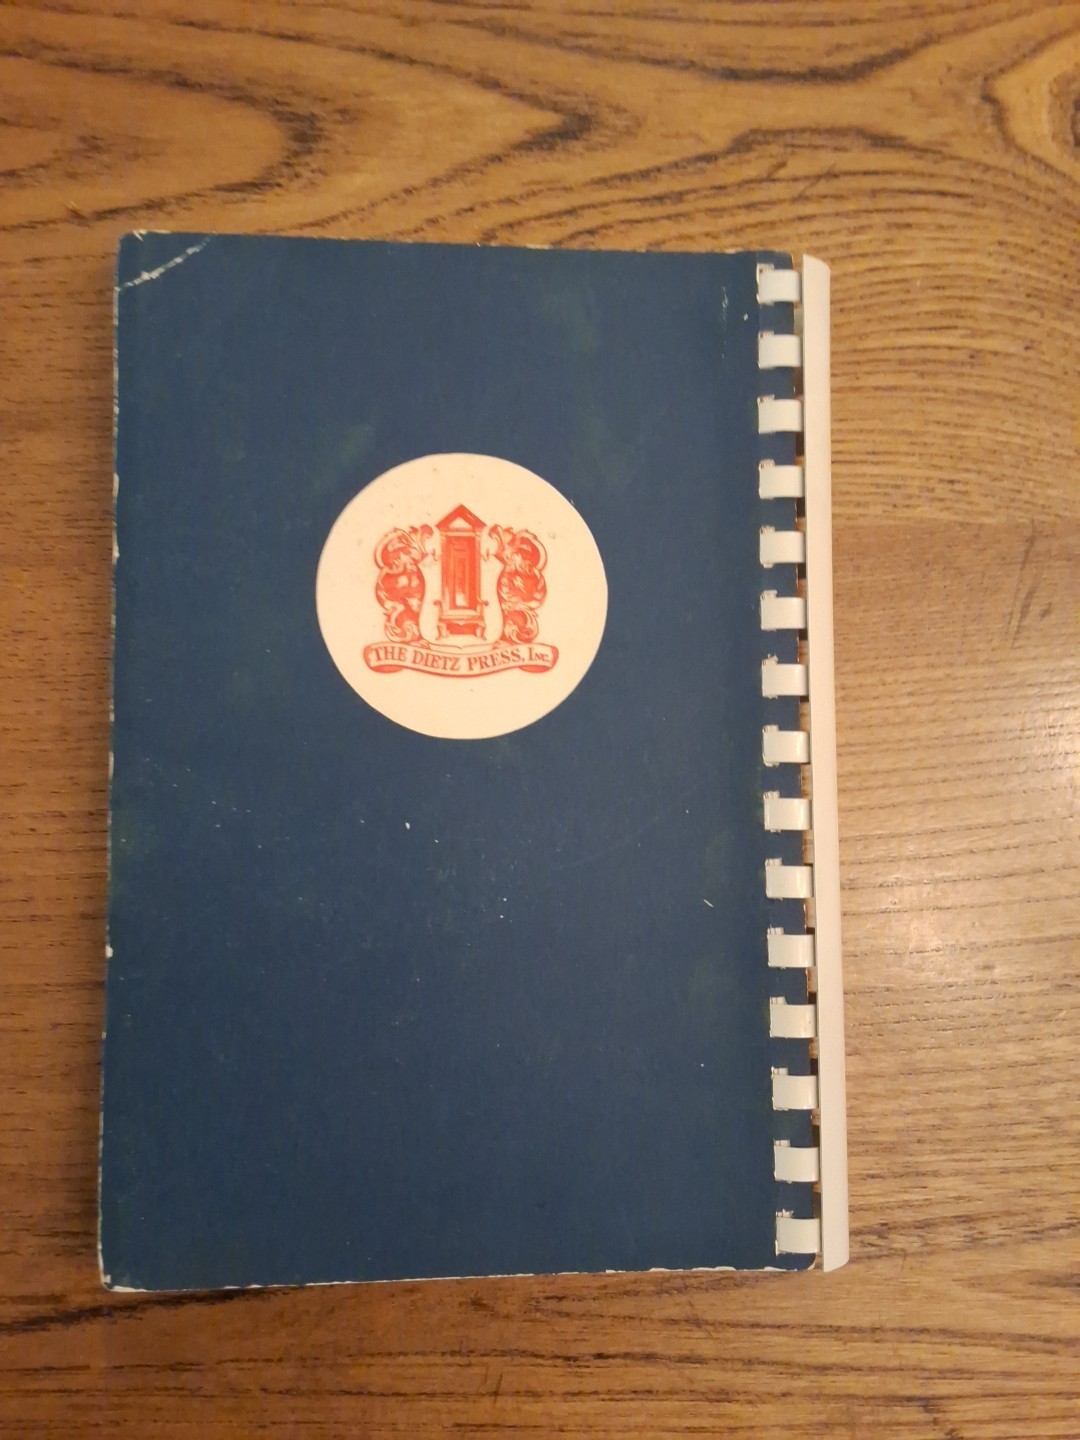 THE DIETZ PRESS, INC.